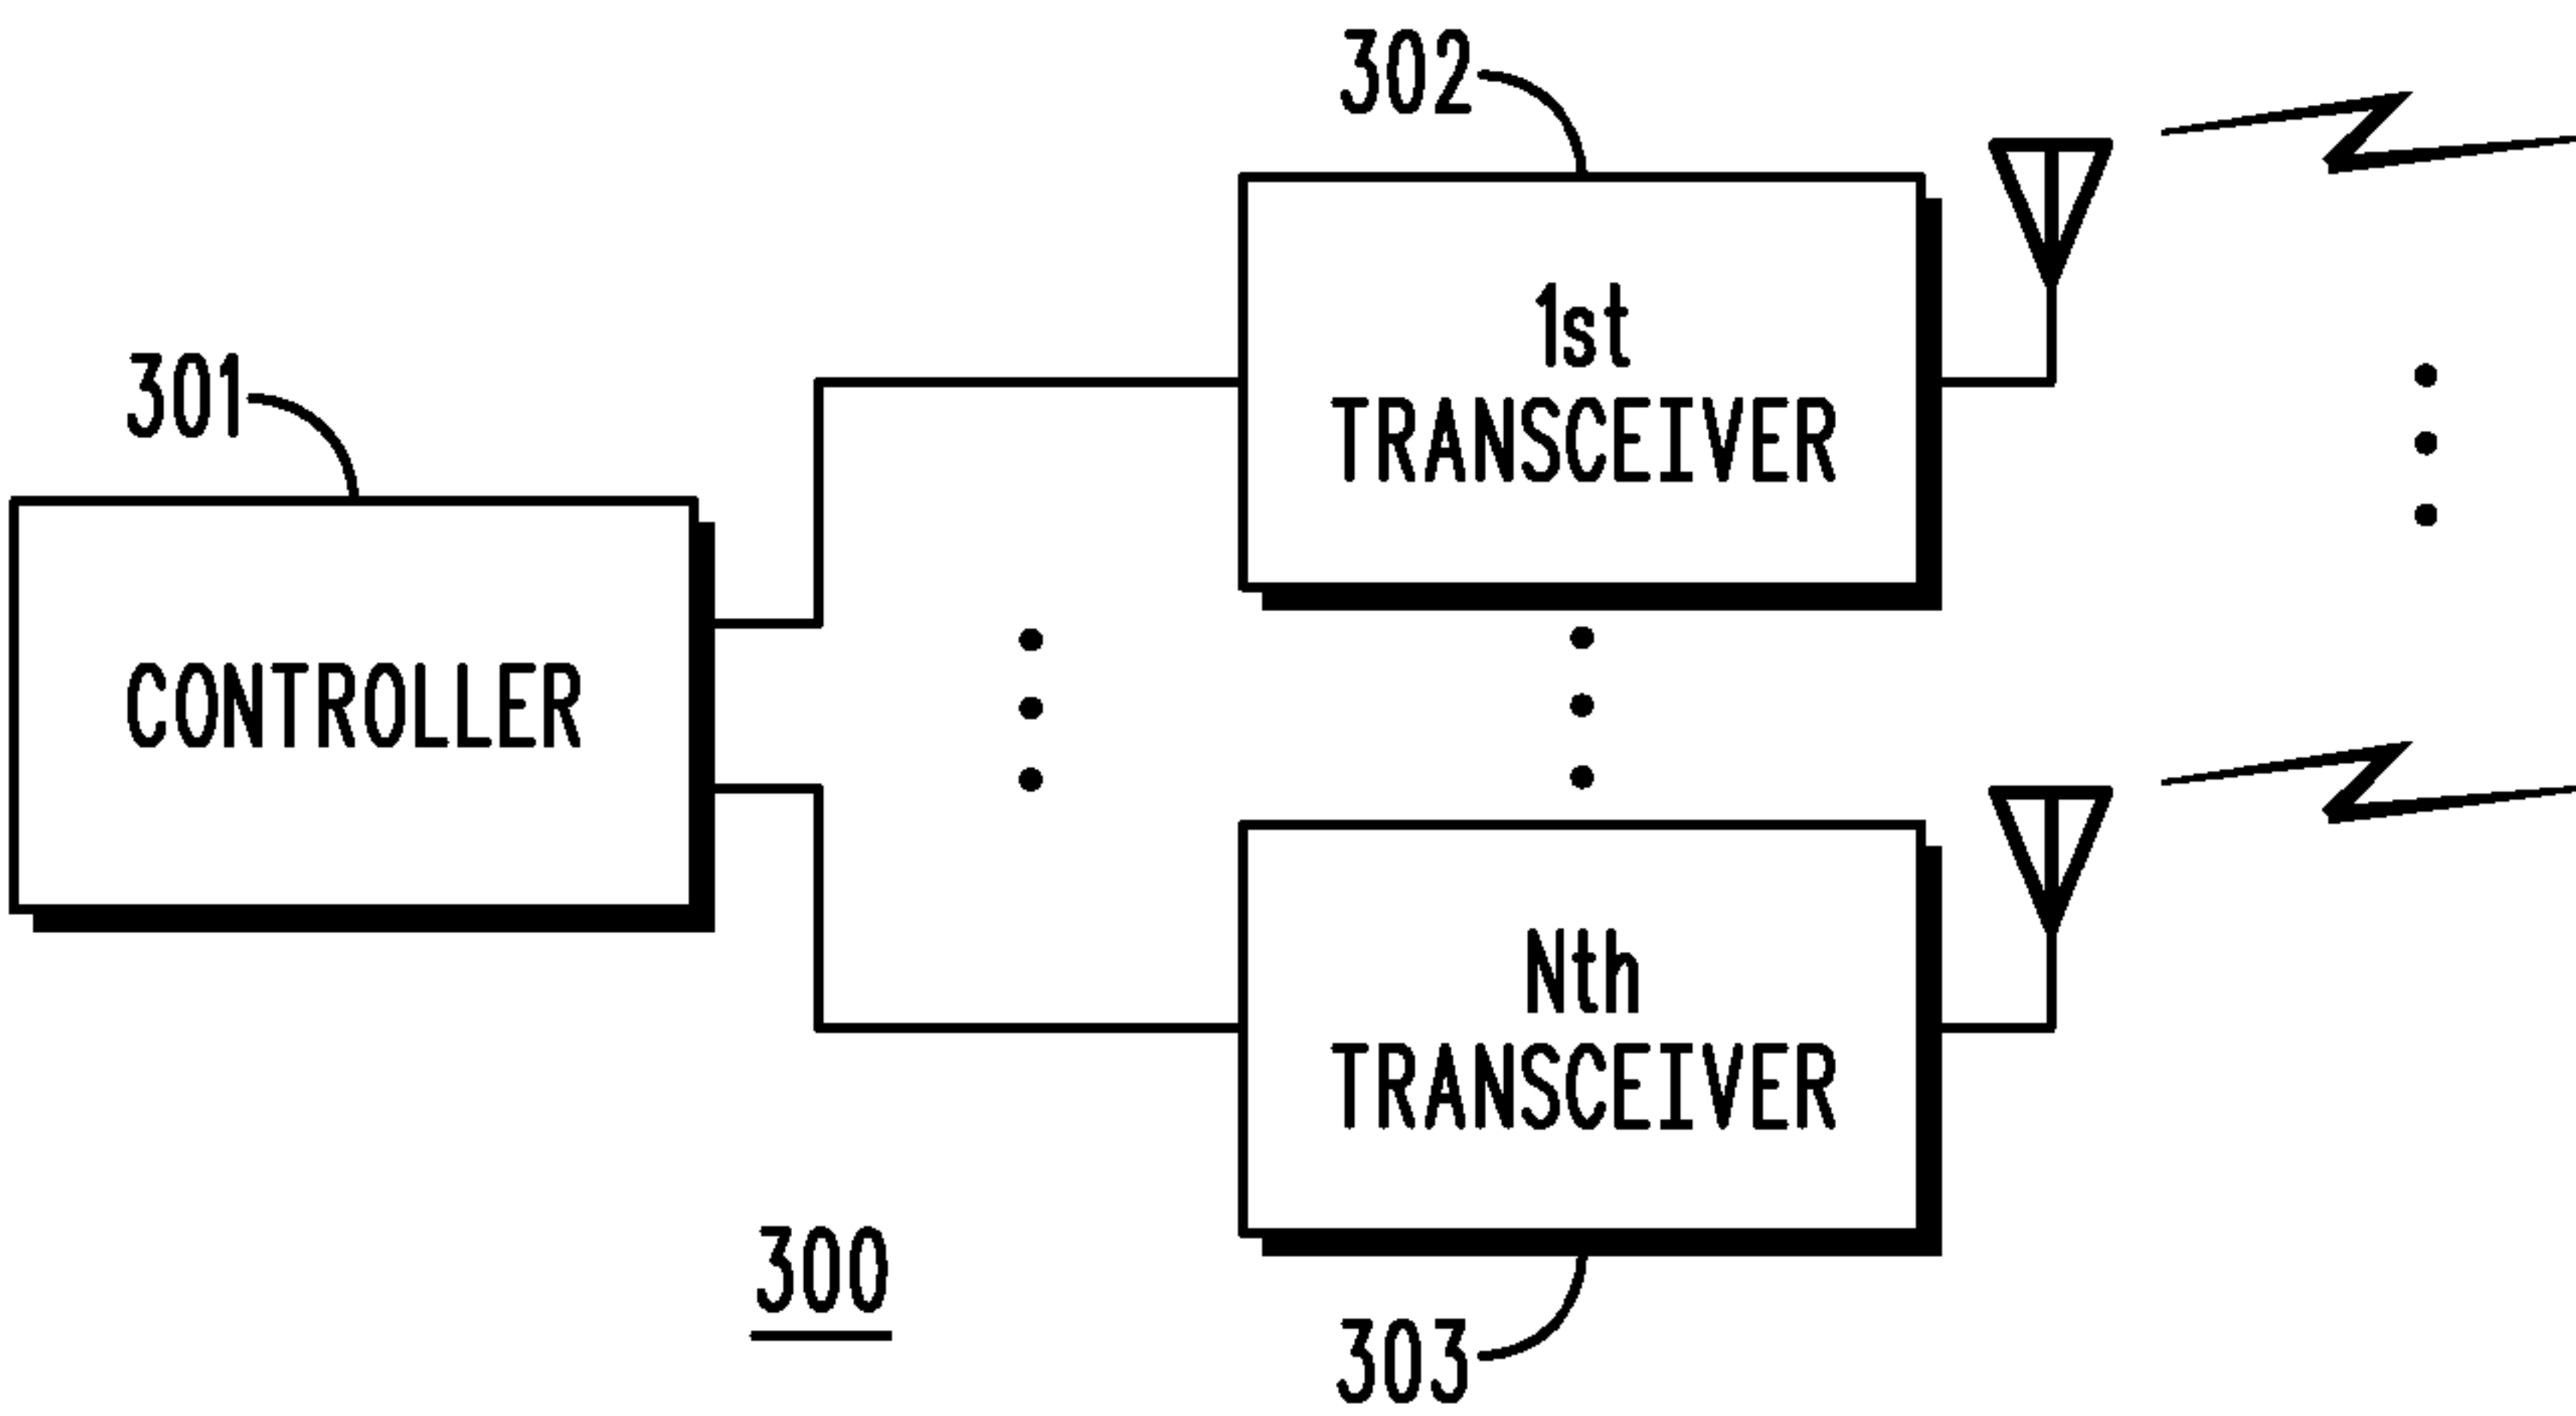 302
1st
TRANSCEIVER
301
CONTROLLER
Nth
TRANSCEIVER
300
303